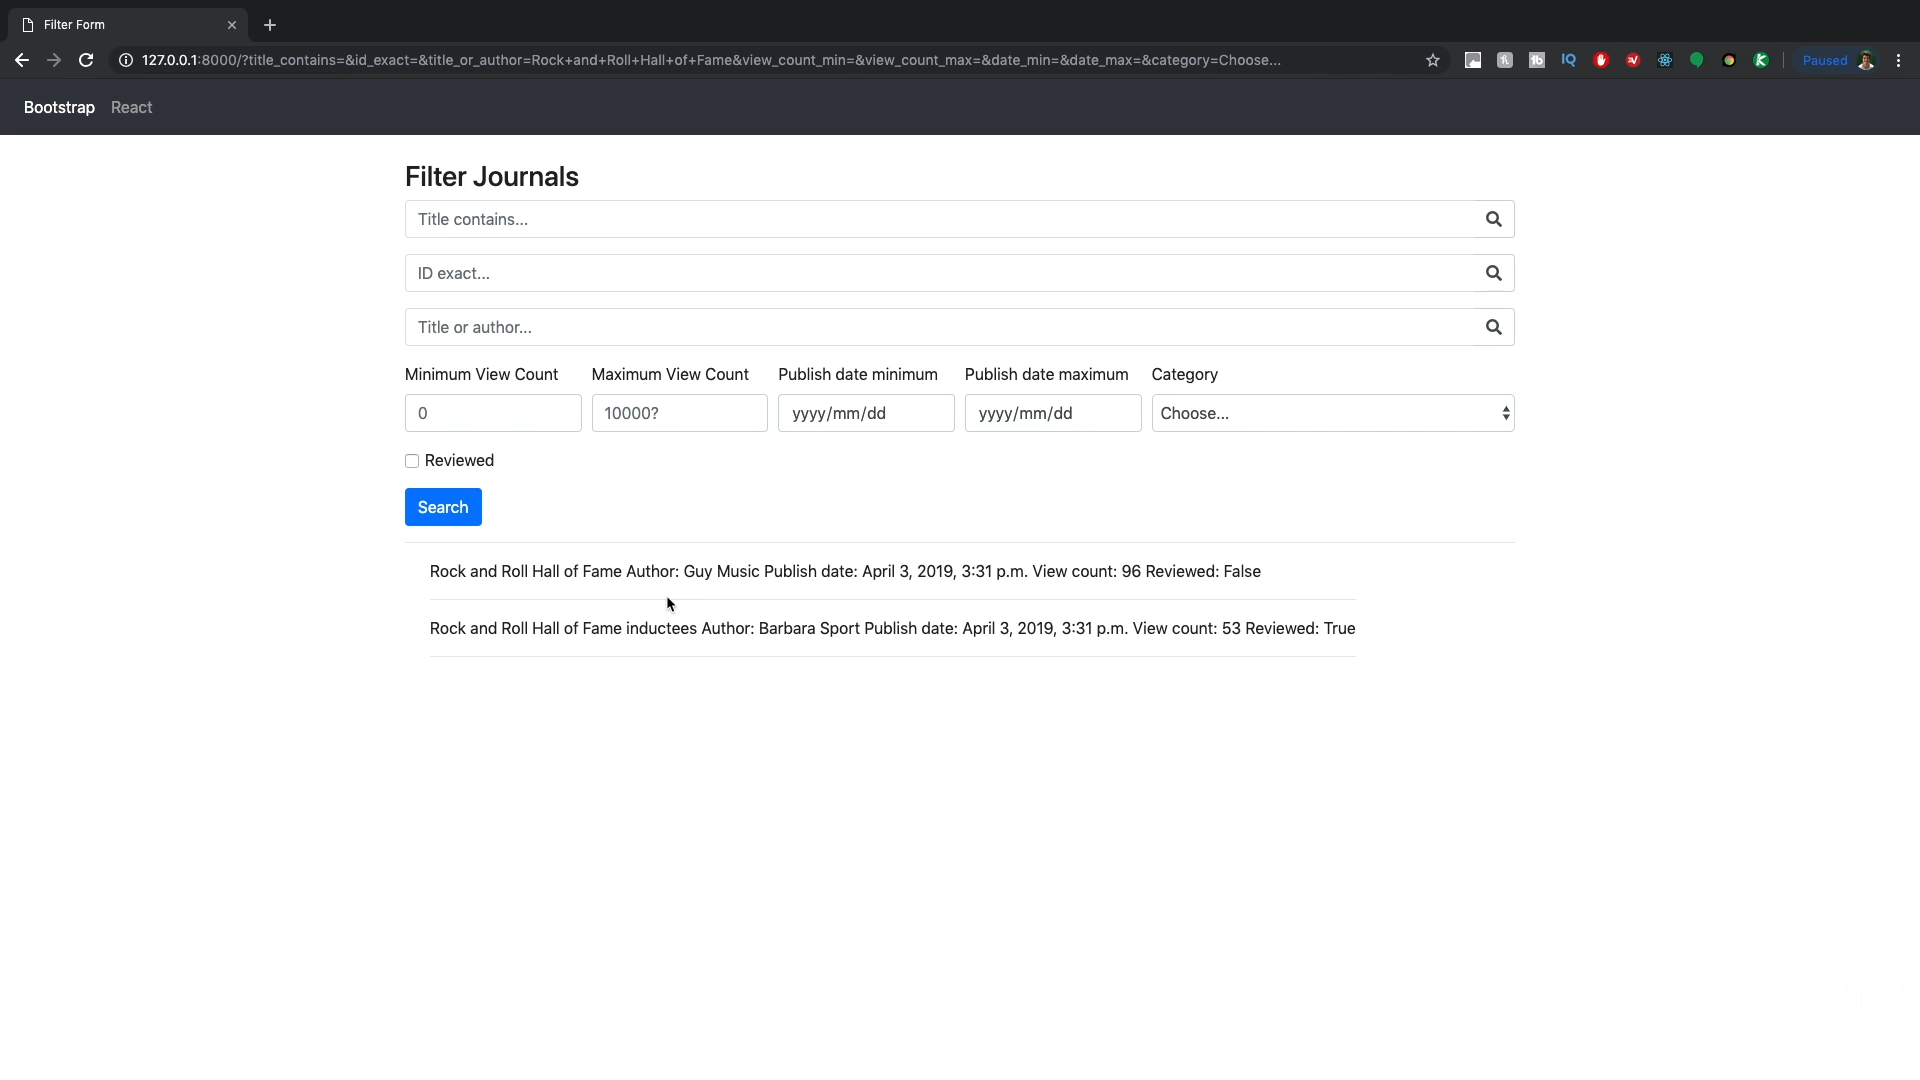 Filter Form
127.0.0.1:8000/?title_contains=&id_exact=&title_or_author=Rock+and+Roll+Hall+of+Fame&view_count_min=&view_count_max=&date_min=&date_max=&category=Choose...
IQ
Paused
Bootstrap React
Filter Journals
Title contains...
ID exact...
Title or author...
Minimum View Count Maximum View Count Publish date minimum Publish date maximum Category
0 10000? yyyy/mm/dd yyyy/mm/dd Choose...
Reviewed
Search
Rock and Roll Hall of Fame Author: Guy Music Publish date: April 3, 2019, 3:31 p.m. View count: 96 Reviewed: False
Rock and Roll Hall of Fame inductees Author: Barbara Sport Publish date: April 3, 2019, 3:31 p.m. View count: 53 Reviewed: True